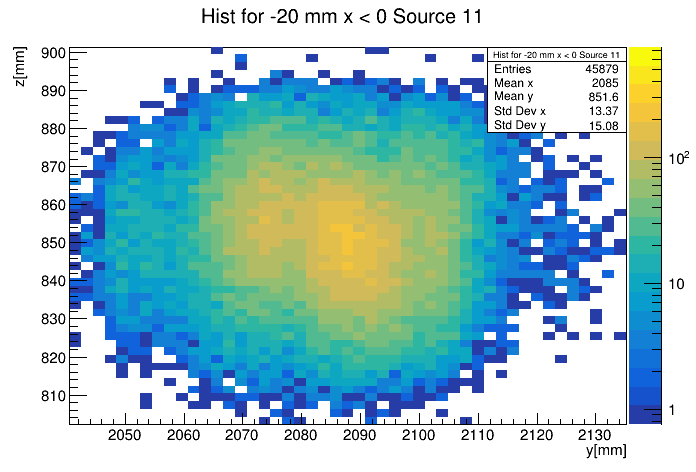 Hist for -20 mm x < 0 Source 11
z[mm]
Hist for -20 mm x < 0 Source 11
Entries 45879
Mean x 2085
Mean y 851.6
Std Dev x 13.37
Std Dev y 15.08
900
890
880
870
860
850
840
830
820
810
2050 2060 2070 2080 2090 2100 2110 2120 2130
y[mm]
10²
10
1